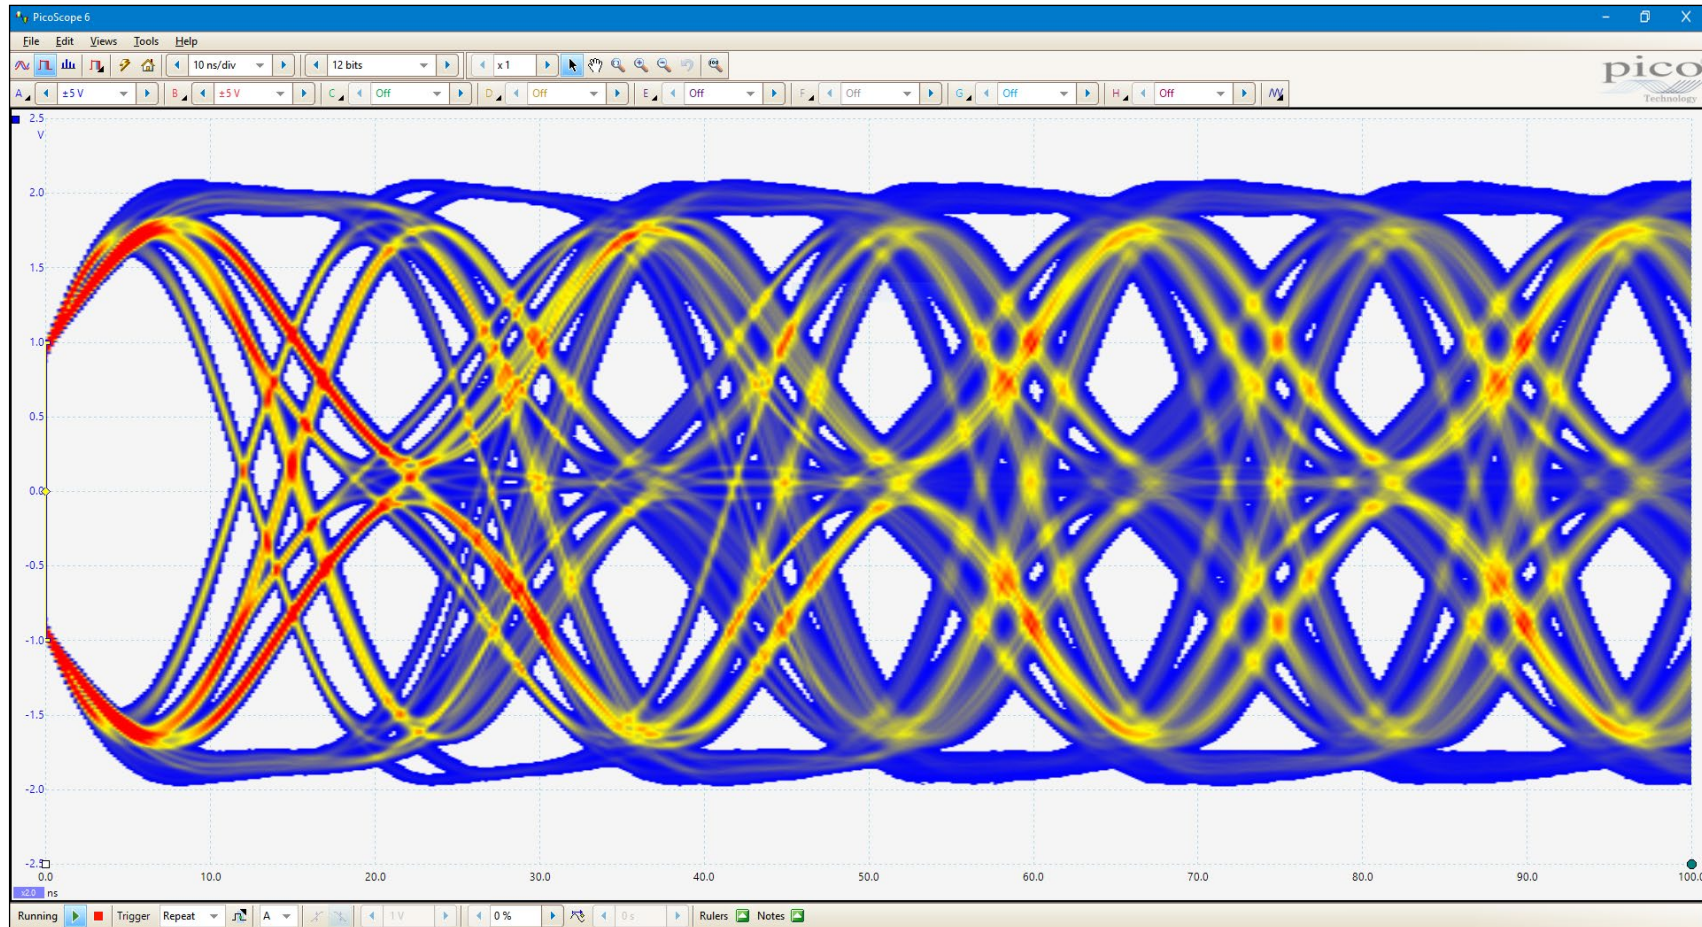 PicoScope 6
File Edit Views Tools Help
10 ns/div 12 bits x 1
pico
Technology
A ±5 V B ±5 V C Off D Off E Off F Off G Off H Off
2.5
V
2.0
1.5
1.0
0.5
0.0
-0.5
-1.0
-1.5
-2.0
-2.5
0.0 10.0 20.0 30.0 40.0 50.0 60.0 70.0 80.0 90.0 100.0
x2.0 ns
Running Trigger Repeat A 1 V 0 % 0 s Rulers Notes